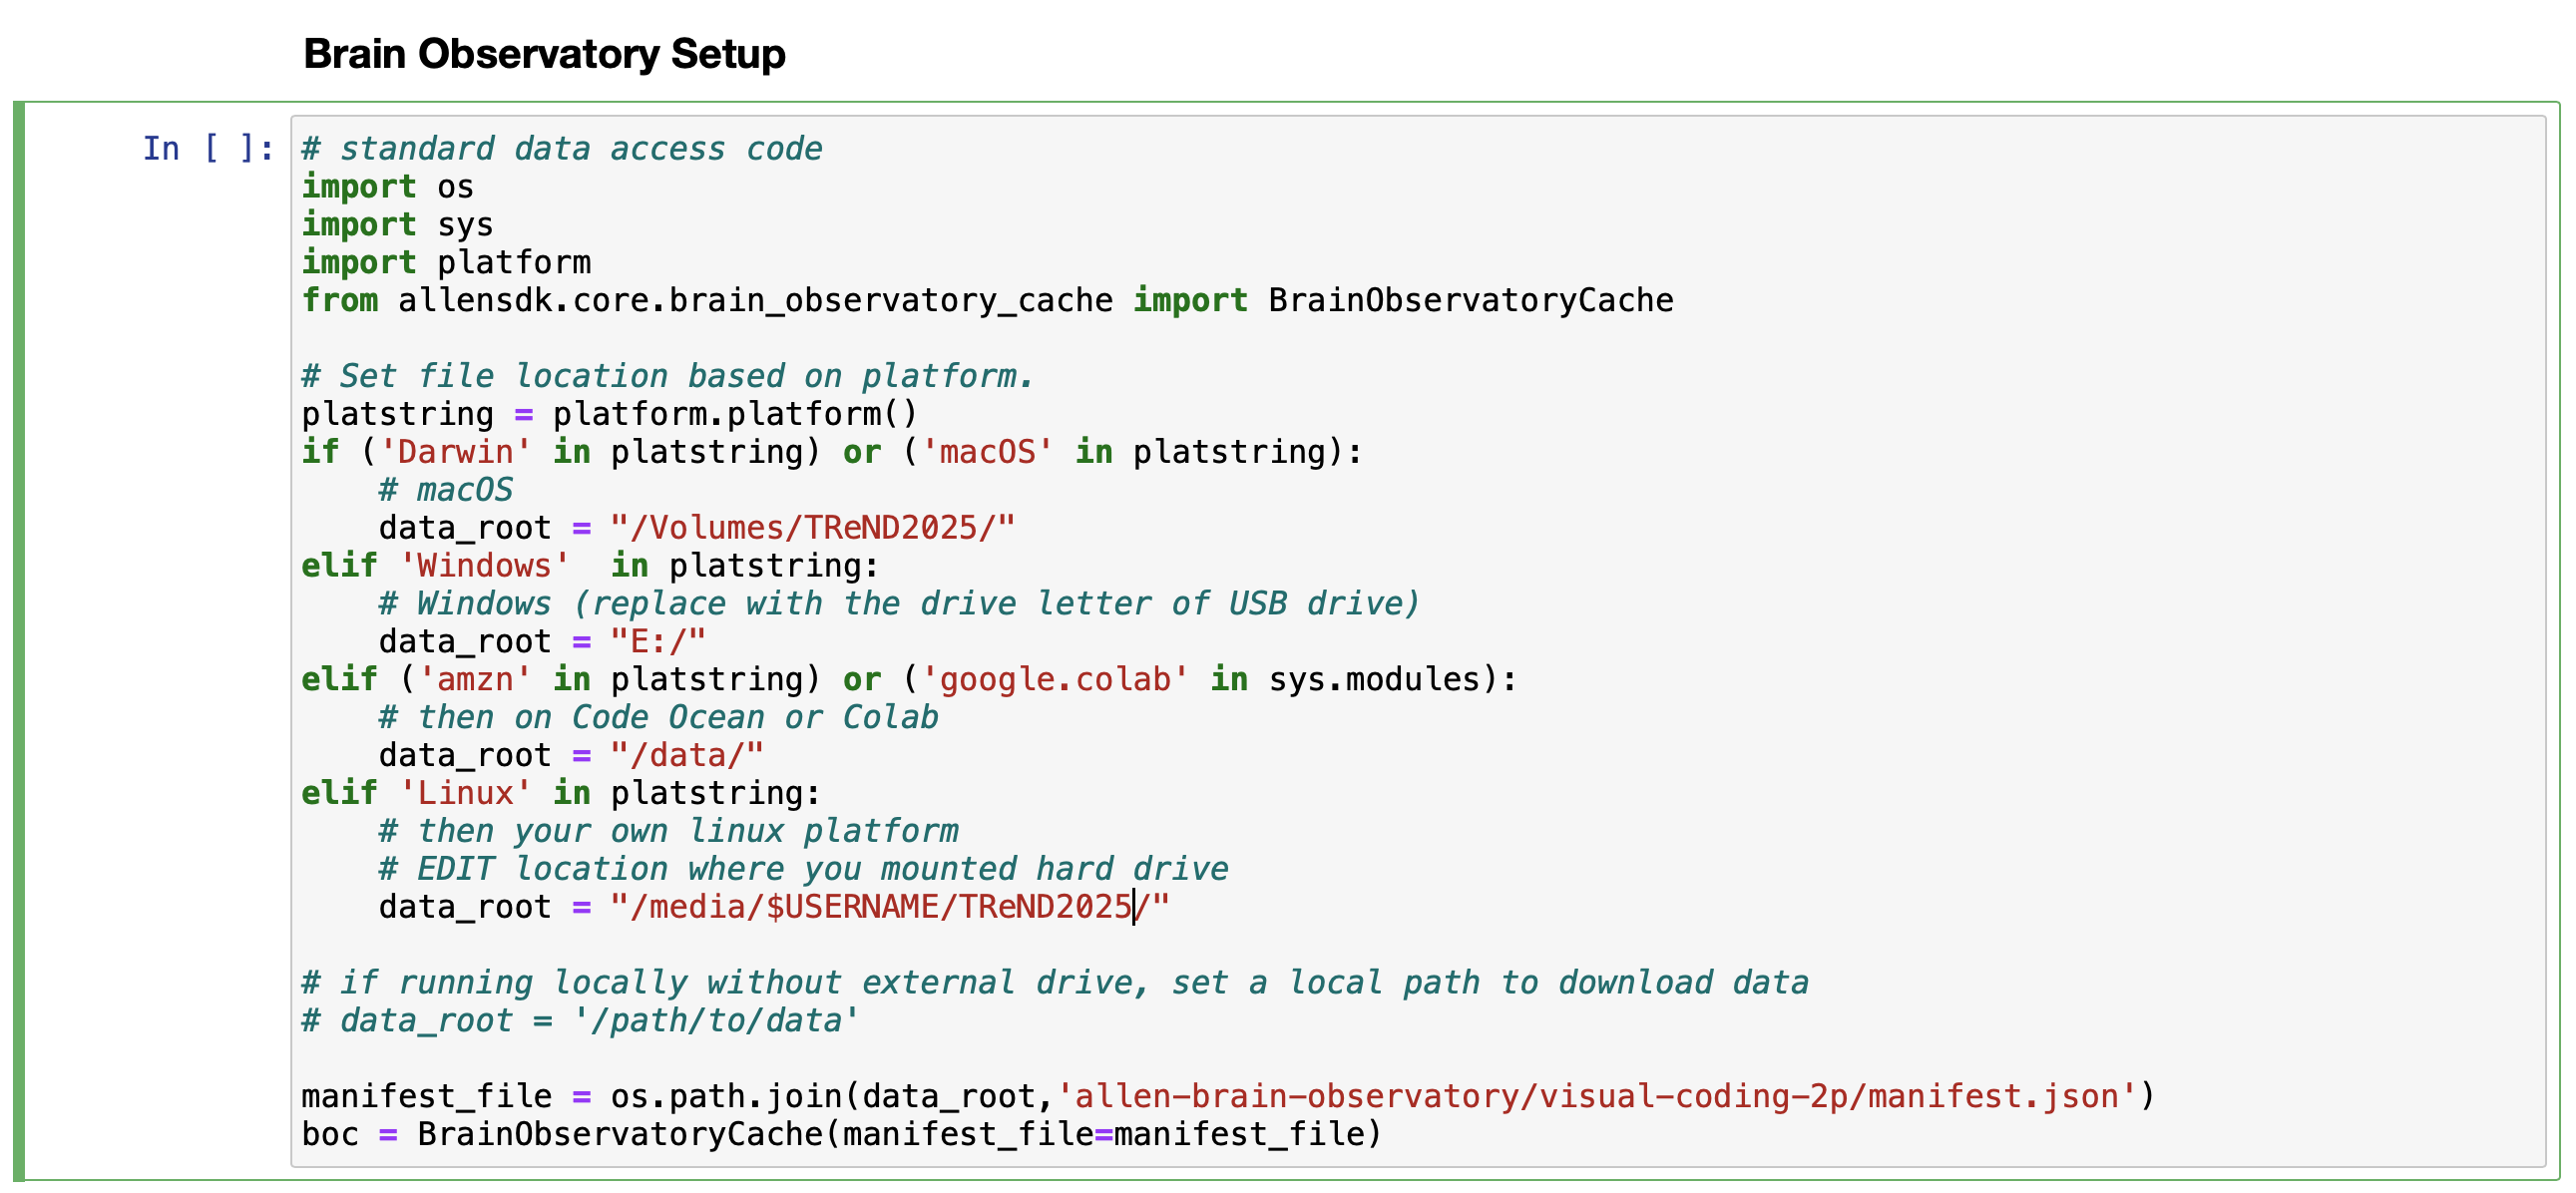 Brain Observatory Setup
In [ ]:
# standard data access code
import os
import sys
import platform
from allensdk.core.brain_observatory_cache import BrainObservatoryCache
# Set file location based on platform.
platstring = platform.platform()
if ('Darwin' in platstring) or ('macOS' in platstring):
    # macOS
    data_root = "/Volumes/TReND2025/"
elif 'Windows'  in platstring:
    # Windows (replace with the drive letter of USB drive)
    data_root = "E:/"
elif ('amzn' in platstring) or ('google.colab' in sys.modules):
    # then on Code Ocean or Colab
    data_root = "/data/"
elif 'Linux' in platstring:
    # then your own linux platform
    # EDIT location where you mounted hard drive
    data_root = "/media/$USERNAME/TReND2025/"
# if running locally without external drive, set a local path to download data
# data_root = '/path/to/data'
manifest_file = os.path.join(data_root,'allen-brain-observatory/visual-coding-2p/manifest.json')
boc = BrainObservatoryCache(manifest_file=manifest_file)